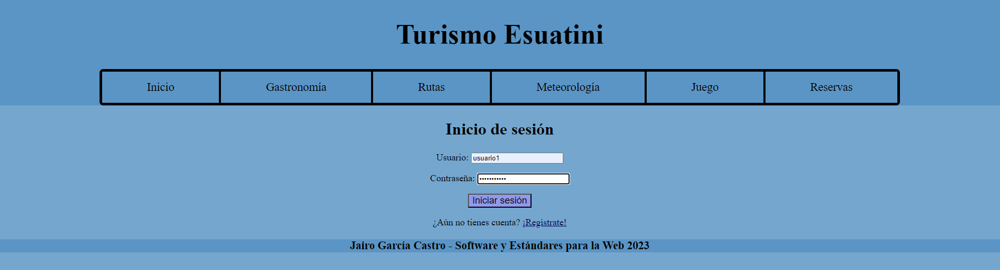 Turismo Esuatini
Inicio Gastronomía Rutas Meteorología Juego Reservas
Inicio de sesión
Usuario: usuario1
Contraseña: •••••••••••
Iniciar sesión
¿Aún no tienes cuenta? ¡Regístrate!
Jairo García Castro - Software y Estándares para la Web 2023